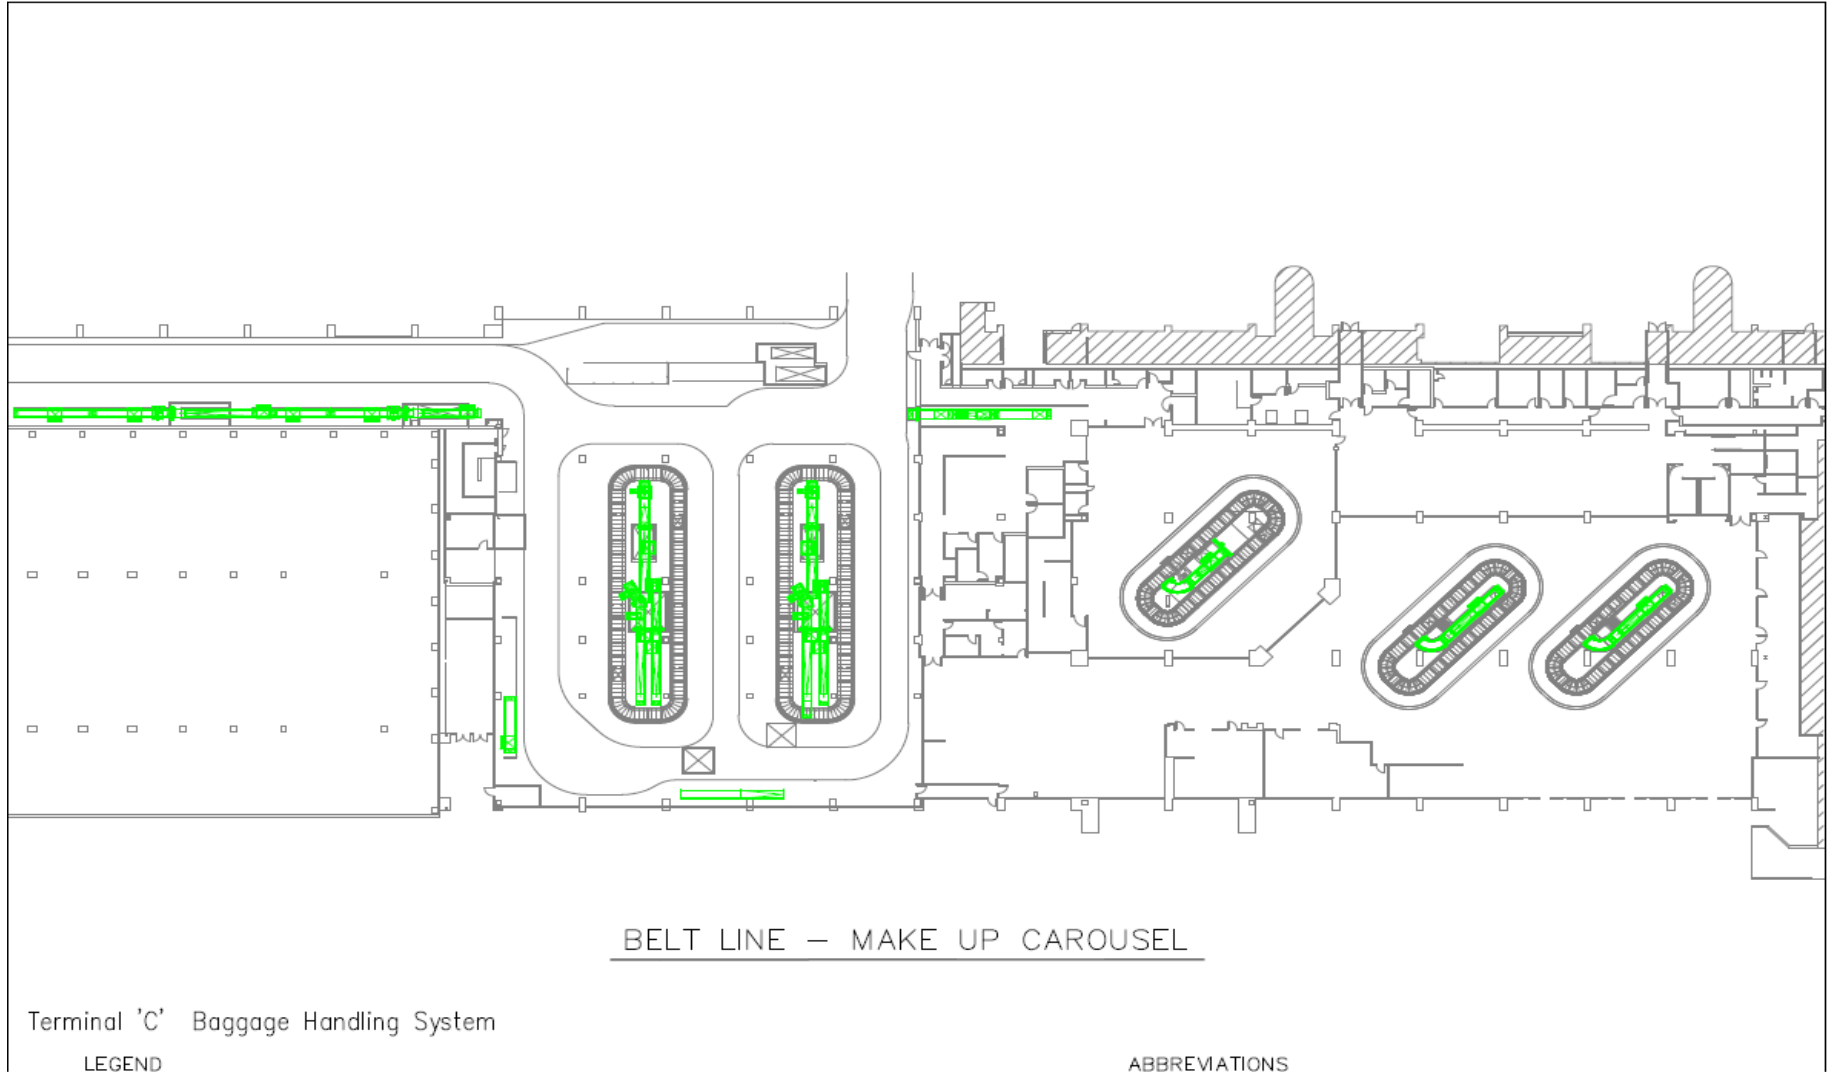 BELT LINE – MAKE UP CAROUSEL
Terminal 'C' Baggage Handling System
LEGEND
ABBREVIATIONS